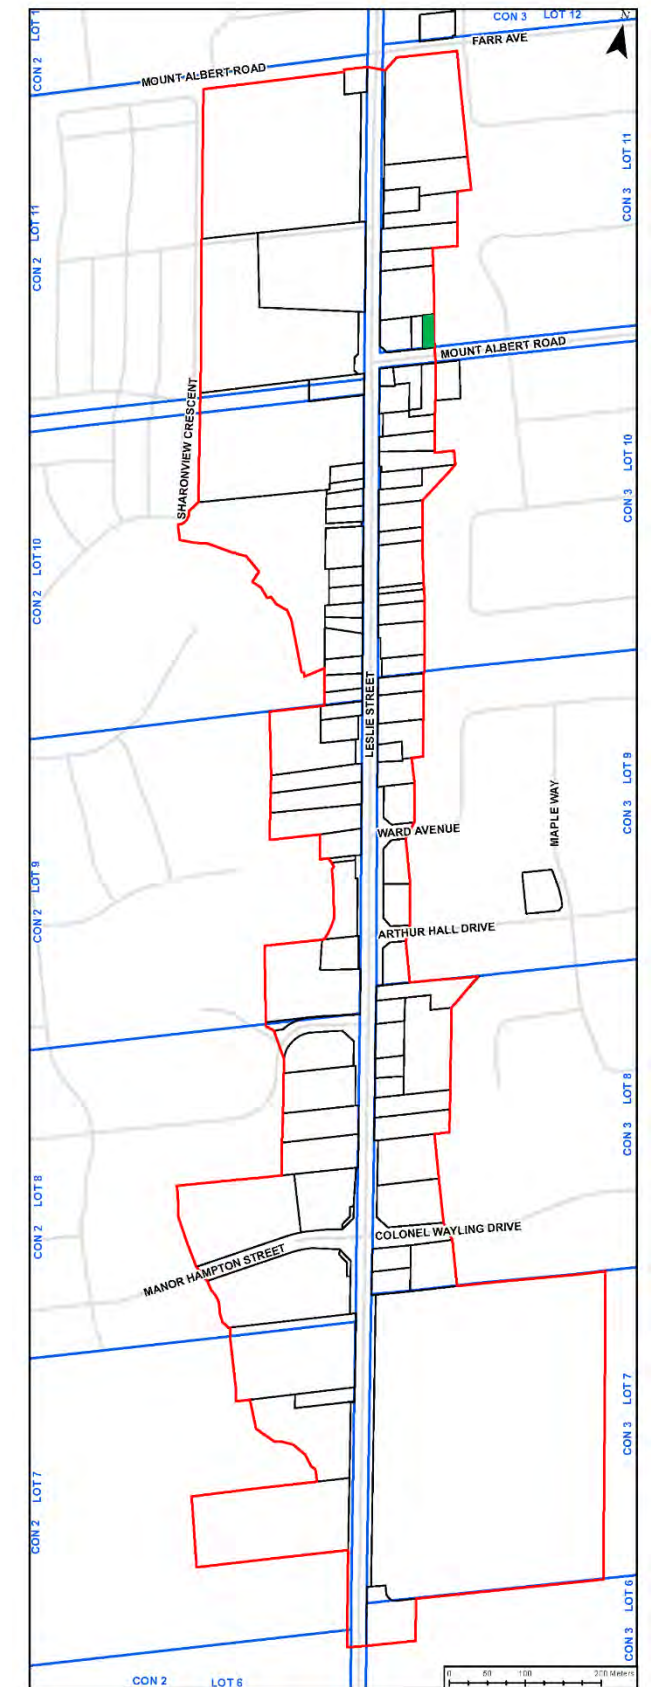 CON 3 LOT 12
N
FARR AVE
CON 2 LOT 1
MOUNT ALBERT ROAD
CON 3 LOT 11
CON 2 LOT 11
MOUNT ALBERT ROAD
SHARONVIEW CRESCENT
CON 3 LOT 10
CON 2 LOT 10
LESLIE STREET
CON 3 LOT 9
MAPLE WAY
WARD AVENUE
CON 2 LOT 9
ARTHUR HALL DRIVE
CON 3 LOT 8
CON 2 LOT 8
COLONEL WAYLING DRIVE
MANOR HAMPTON STREET
CON 3 LOT 7
CON 2 LOT 7
CON 3 LOT 6
CON 2 LOT 6
0 50 100 200 Meters